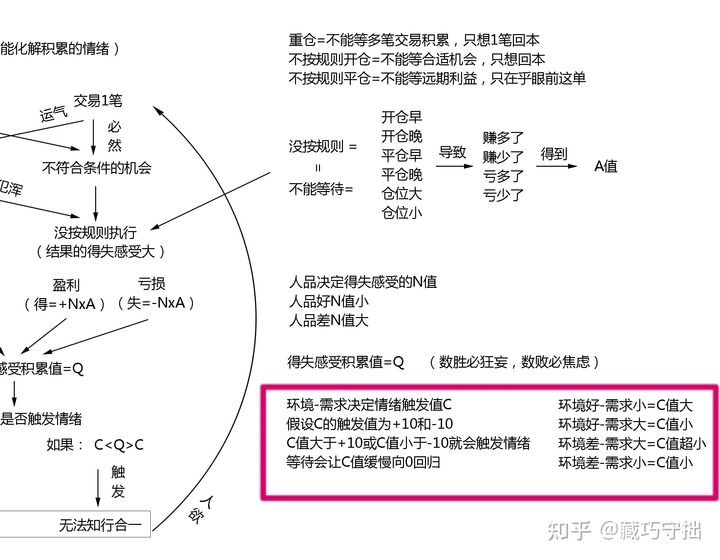 能化解积累的情绪）
运气
交易1笔
必
然
不符合条件的机会
犯浑
没按规则执行
（结果的得失感受大）
盈利
亏损
（得=+NxA）
（失=-NxA）
感受积累值=Q
是否触发情绪
如果： C<Q>C
触
发
无法知行合一
人欲
重仓=不能等多笔交易积累，只想1笔回本
不按规则开仓=不能等合适机会，只想回本
不按规则平仓=不能等远期利益，只在乎眼前这单
没按规则 =
=
不能等待=
开仓早
开仓晚
平仓早
平仓晚
仓位大
仓位小
导致
赚多了
赚少了
亏多了
亏少了
得到
A值
人品决定得失感受的N值
人品好N值小
人品差N值大
得失感受积累值=Q （数胜必狂妄，数败必焦虑）
环境-需求决定情绪触发值C
假设C的触发值为+10和-10
C值大于+10或C值小于-10就会触发情绪
等待会让C值缓慢向0回归
环境好-需求小=C值大
环境好-需求大=C值小
环境差-需求大=C值超小
环境差-需求小=C值小
知乎 @藏巧守拙